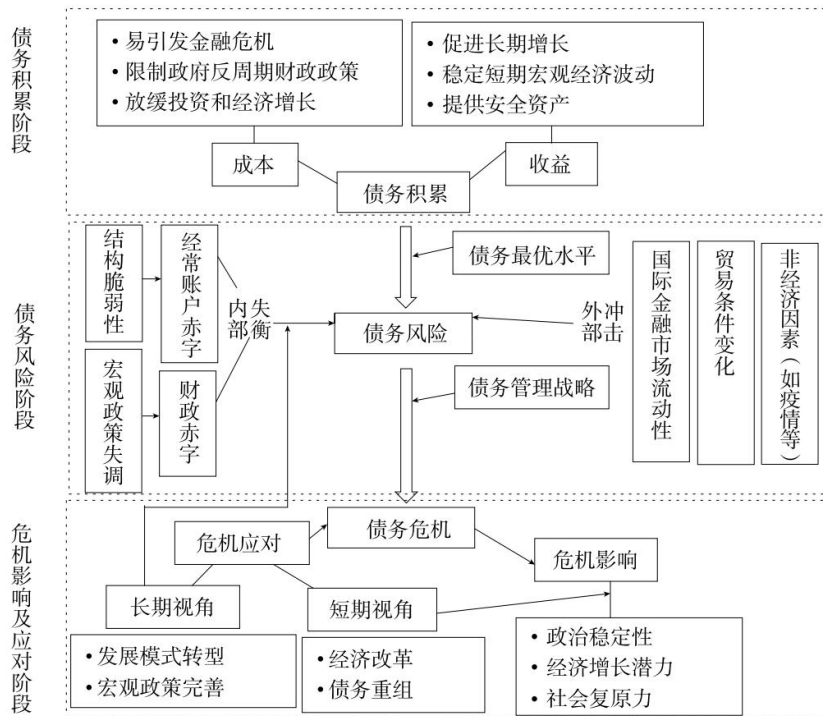 债务积累阶段
• 易引发金融危机
• 限制政府反周期财政政策
• 放缓投资和经济增长
• 促进长期增长
• 稳定短期宏观经济波动
• 提供安全资产
成本
收益
债务积累
债务风险阶段
结构脆弱性
经常账户赤字
宏观政策失调
财政赤字
内部
失衡
债务最优水平
债务风险
外部
冲击
债务管理战略
国际金融市场流动性
贸易条件变化
非经济因素（如疫情等）
危机影响及应对阶段
债务危机
危机应对
危机影响
长期视角
短期视角
• 发展模式转型
• 宏观政策完善
• 经济改革
• 债务重组
• 政治稳定性
• 经济增长潜力
• 社会复原力